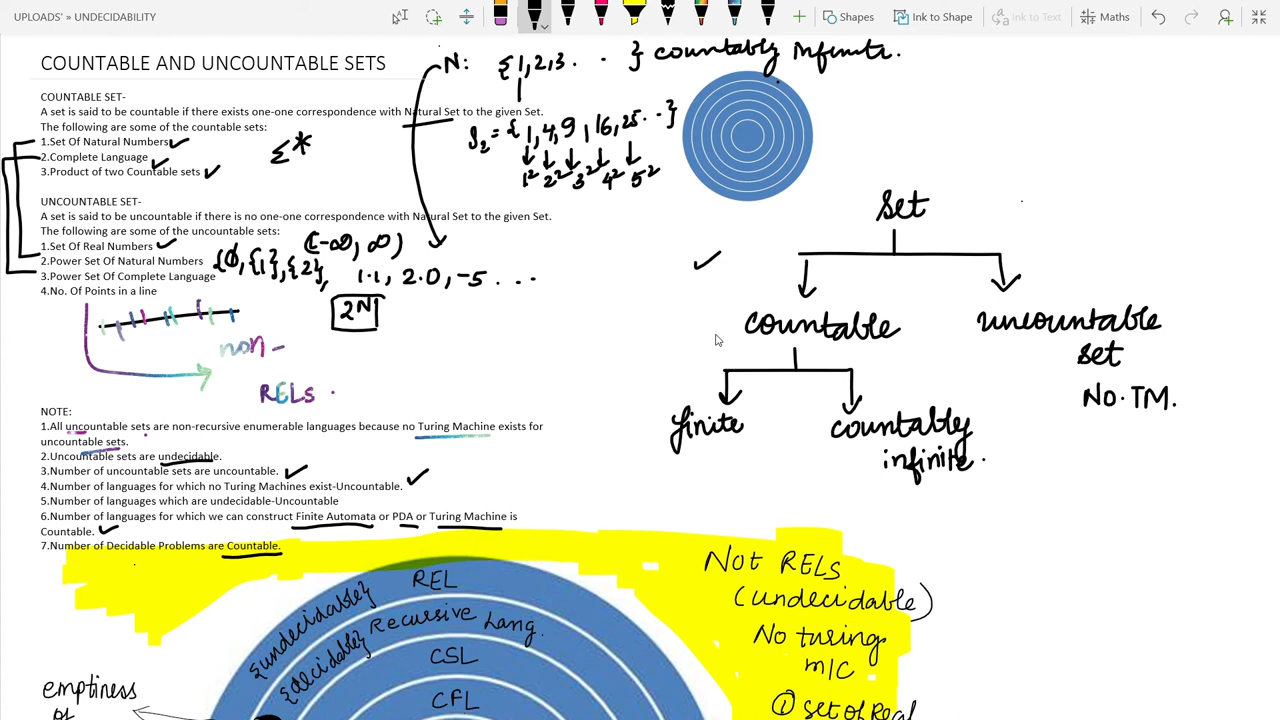 UPLOADS' » UNDECIDABILITY
Shapes
Ink to Shape
Ink to Text
Maths
COUNTABLE AND UNCOUNTABLE SETS
N: {1,2,3. . . } countably infinite.
COUNTABLE SET-
A set is said to be countable if there exists one-one correspondence with Natural Set to the given Set.
The following are some of the countable sets:
1.Set Of Natural Numbers
2.Complete Language
3.Product of two Countable sets
Σ*
S₂ = { 1, 4, 9, 16, 25 . . . }
1² 2² 3² 4² 5²
UNCOUNTABLE SET-
A set is said to be uncountable if there is no one-one correspondence with Natural Set to the given Set.
The following are some of the uncountable sets:
1.Set Of Real Numbers
2.Power Set Of Natural Numbers
3.Power Set Of Complete Language
4.No. Of Points in a line
(-∞, ∞)
{∅, {1}, {2},
1.1, 2.0, -5 . . .
2^N
non-
RELs .
NOTE:
1.All uncountable sets are non-recursive enumerable languages because no Turing Machine exists for
uncountable sets.
2.Uncountable sets are undecidable.
3.Number of uncountable sets are uncountable.
4.Number of languages for which no Turing Machines exist-Uncountable.
5.Number of languages which are undecidable-Uncountable
6.Number of languages for which we can construct Finite Automata or PDA or Turing Machine is
Countable.
7.Number of Decidable Problems are Countable.
Set
countable
uncountable
set
No. TM.
finite
countably
infinite.
REL
{undecidable}
Recursive Lang.
{decidable}
CSL
CFL
emptiness
of
Not RELs
(undecidable)
No turing
m/c
① set of Real